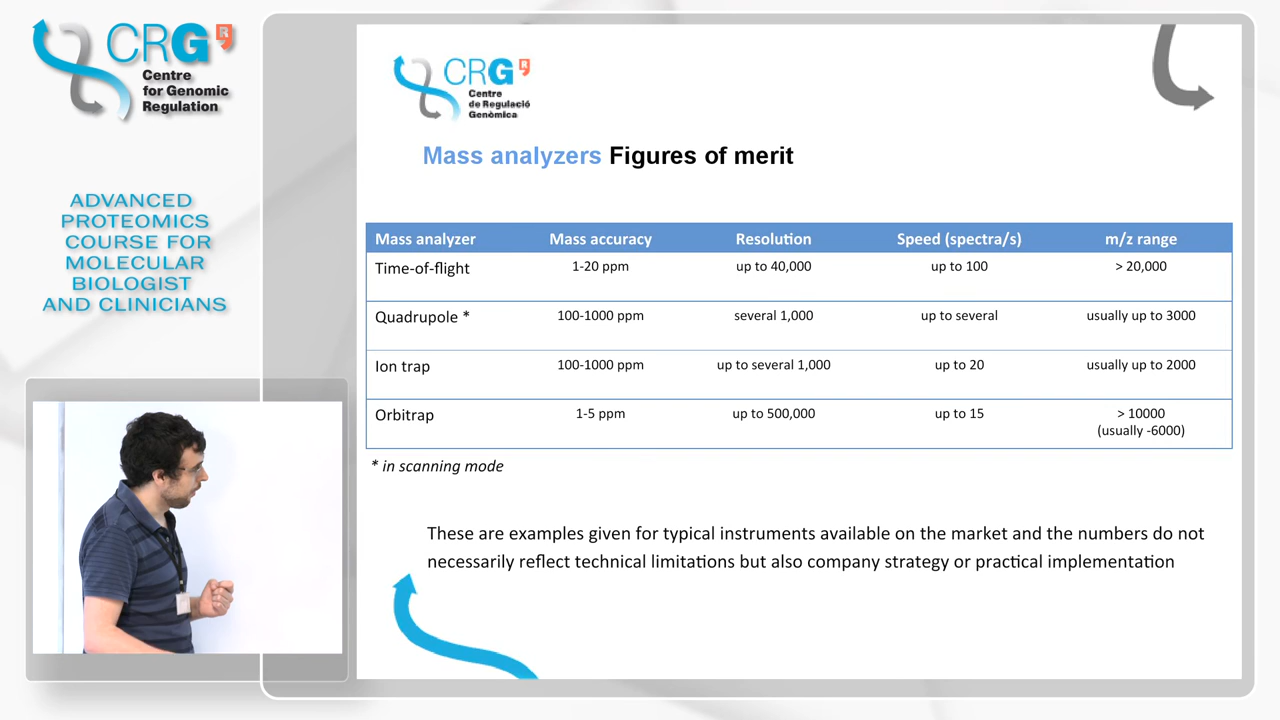 CRG R
Centre
for Genomic
Regulation
ADVANCED
PROTEOMICS
COURSE FOR
MOLECULAR
BIOLOGIST
AND CLINICIANS
CRG R
Centre
de Regulació
Genòmica
Mass analyzers Figures of merit
Mass analyzer Mass accuracy Resolution Speed (spectra/s) m/z range
Time-of-flight 1-20 ppm up to 40,000 up to 100 > 20,000
Quadrupole * 100-1000 ppm several 1,000 up to several usually up to 3000
Ion trap 100-1000 ppm up to several 1,000 up to 20 usually up to 2000
Orbitrap 1-5 ppm up to 500,000 up to 15 > 10000
(usually -6000)
* in scanning mode
These are examples given for typical instruments available on the market and the numbers do not
necessarily reflect technical limitations but also company strategy or practical implementation